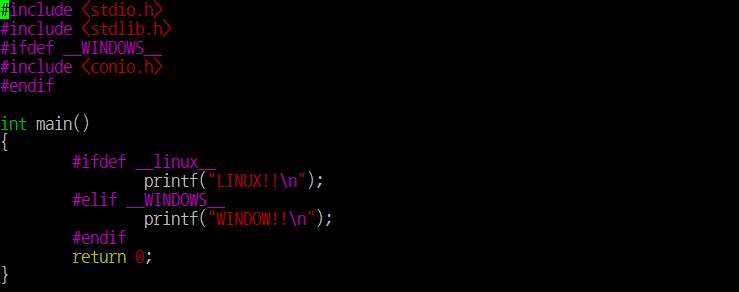 #include <stdio.h>
#include <stdlib.h>
#ifdef __WINDOWS__
#include <conio.h>
#endif

int main()
{
        #ifdef __linux__
                printf("LINUX!!\n");
        #elif __WINDOWS__
                printf("WINDOW!!\n");
        #endif
        return 0;
}